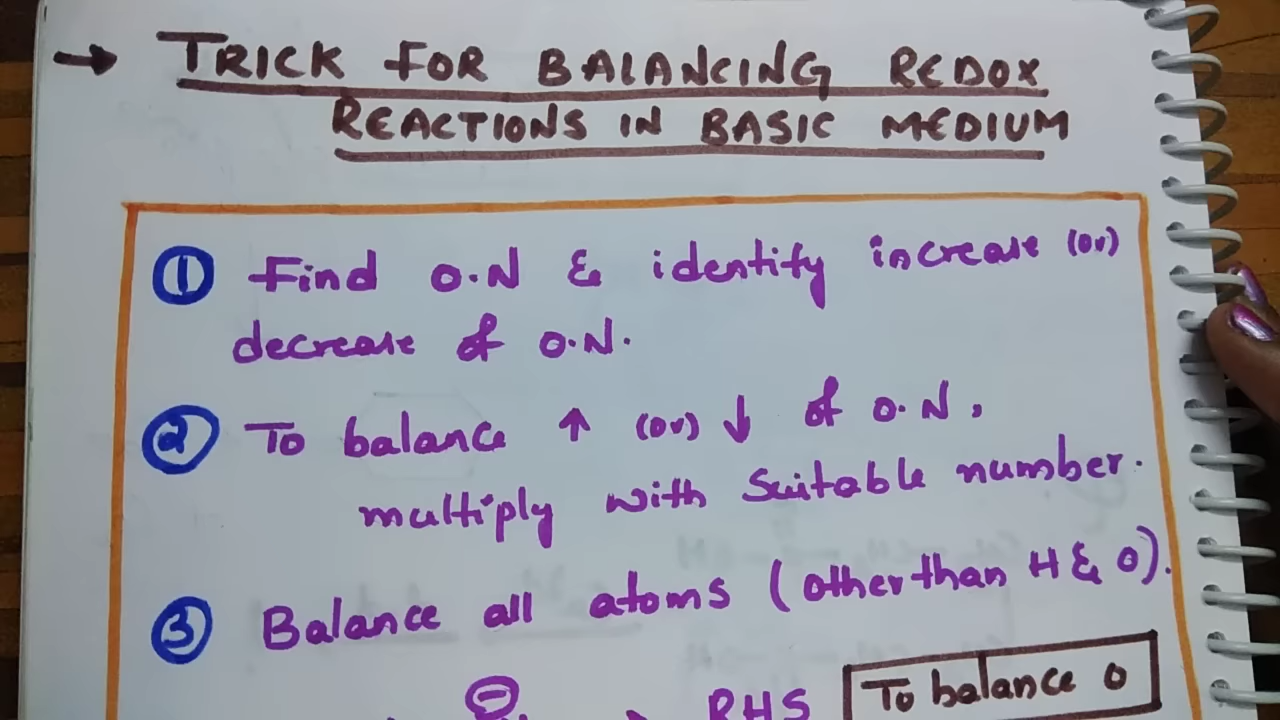 → TRICK FOR BALANCING REDOX
REACTIONS IN BASIC MEDIUM
① Find O.N & identify increase (or)
decrease of O.N.
② To balance ↑ (or) ↓ of O.N,
multiply with suitable number.
③ Balance all atoms (other than H & O).
⊖ RHS To balance O